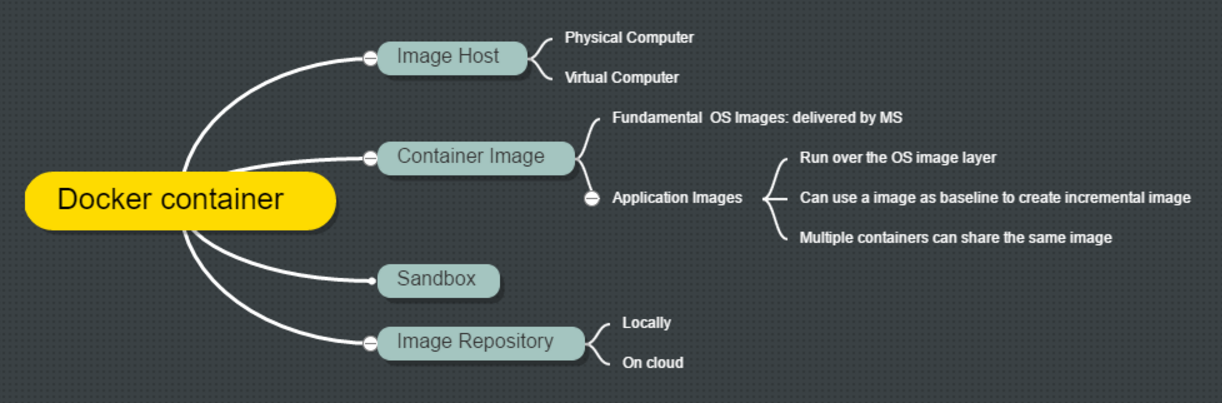 Docker container
Image Host
Physical Computer
Virtual Computer
Container Image
Fundamental OS Images: delivered by MS
Application Images
Run over the OS image layer
Can use a image as baseline to create incremental image
Multiple containers can share the same image
Sandbox
Image Repository
Locally
On cloud